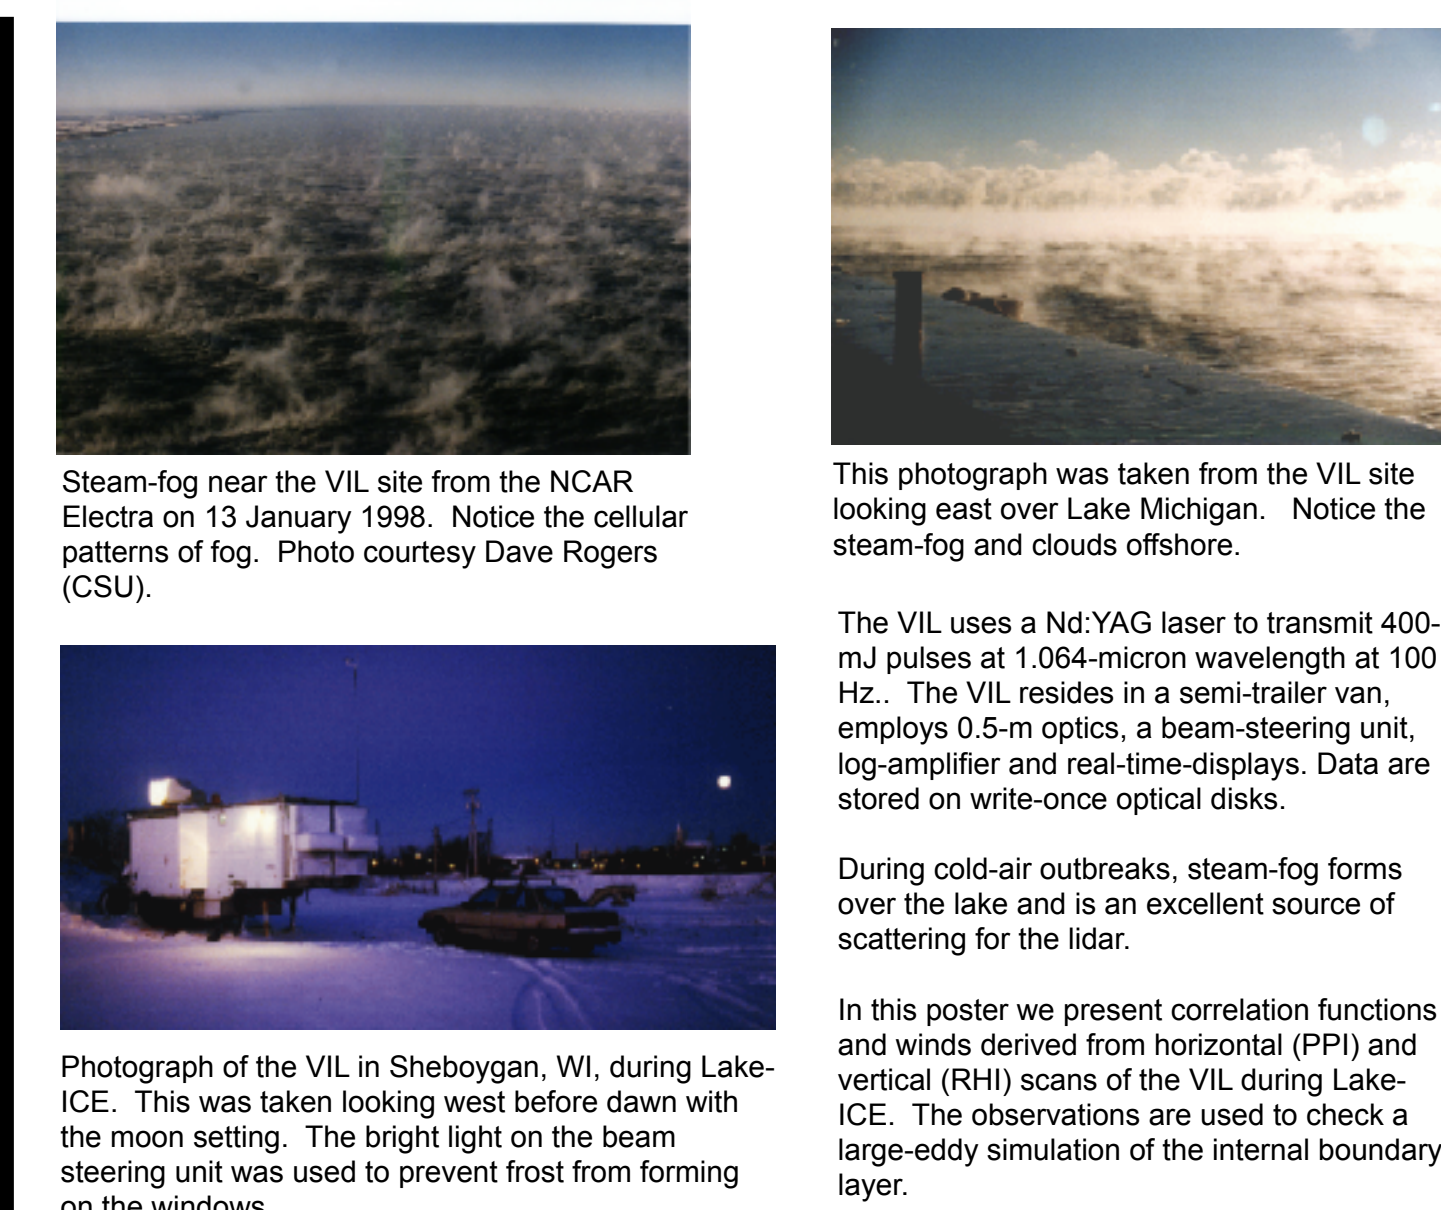 Steam-fog near the VIL site from the NCAR
Electra on 13 January 1998.  Notice the cellular
patterns of fog.  Photo courtesy Dave Rogers
(CSU).
Photograph of the VIL in Sheboygan, WI, during Lake-
ICE.  This was taken looking west before dawn with
the moon setting.  The bright light on the beam
steering unit was used to prevent frost from forming
on the windows
This photograph was taken from the VIL site
looking east over Lake Michigan.   Notice the
steam-fog and clouds offshore.
The VIL uses a Nd:YAG laser to transmit 400-
mJ pulses at 1.064-micron wavelength at 100
Hz..  The VIL resides in a semi-trailer van,
employs 0.5-m optics, a beam-steering unit,
log-amplifier and real-time-displays. Data are
stored on write-once optical disks.
During cold-air outbreaks, steam-fog forms
over the lake and is an excellent source of
scattering for the lidar.
In this poster we present correlation functions
and winds derived from horizontal (PPI) and
vertical (RHI) scans of the VIL during Lake-
ICE.  The observations are used to check a
large-eddy simulation of the internal boundary
layer.